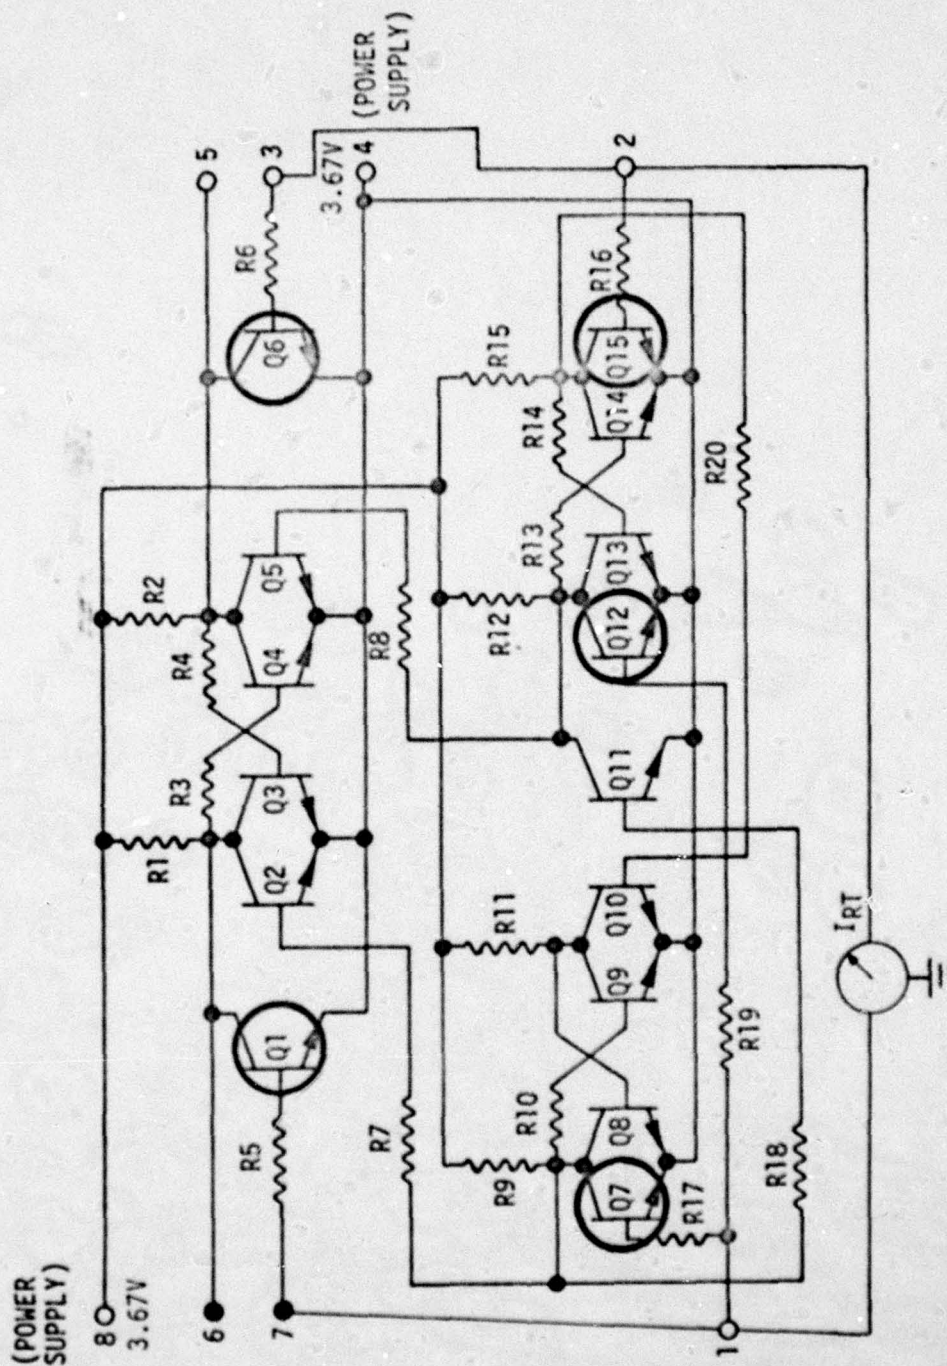 (POWER
SUPPLY)
8
3.67V
6
7
1
5
3
3.67V
4
(POWER
SUPPLY)
2
R1
R2
R3
R4
R5
R6
R7
R8
Q1
Q2
Q3
Q4
Q5
Q6
R9
R10
R11
R12
R13
R14
R15
R16
Q7
Q8
Q9
Q10
Q11
Q12
Q13
Q14
Q15
R17
R18
R19
R20
IRT